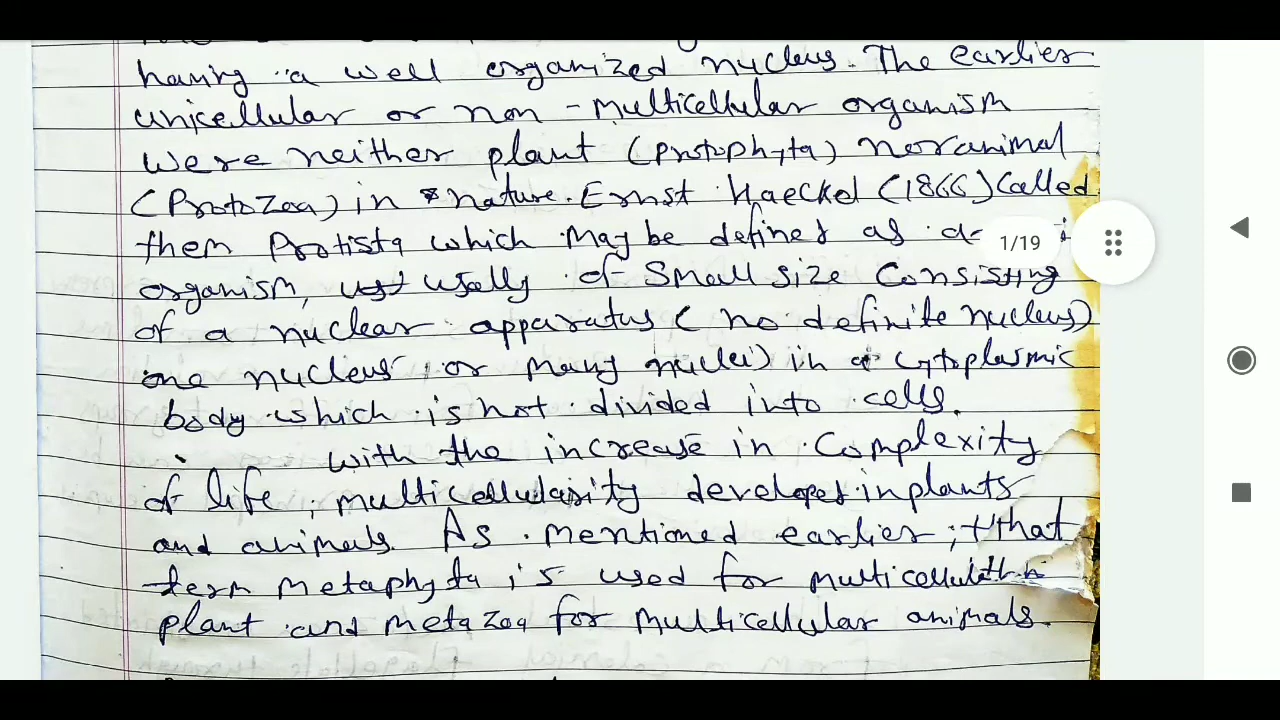 having a well organized nucleus. The earlier
unicellular or non-multicellular organism
were neither plant (protophyta) nor animal
(Protozoa) in nature. Ernst Haeckel (1866) Called
them Protista which may be defined as a
1/19
organism, usually of small size Consisting
of a nuclear apparatus (no definite nucleus)
one nucleus or many nuclei) in a cytoplasmic
body which is not divided into cells.
with the increase in Complexity
of life, multicellularity developed in plants
and animals. As mentioned earlier, that
term metaphyta is used for multicellular
plant and metazoa for multicellular animals.